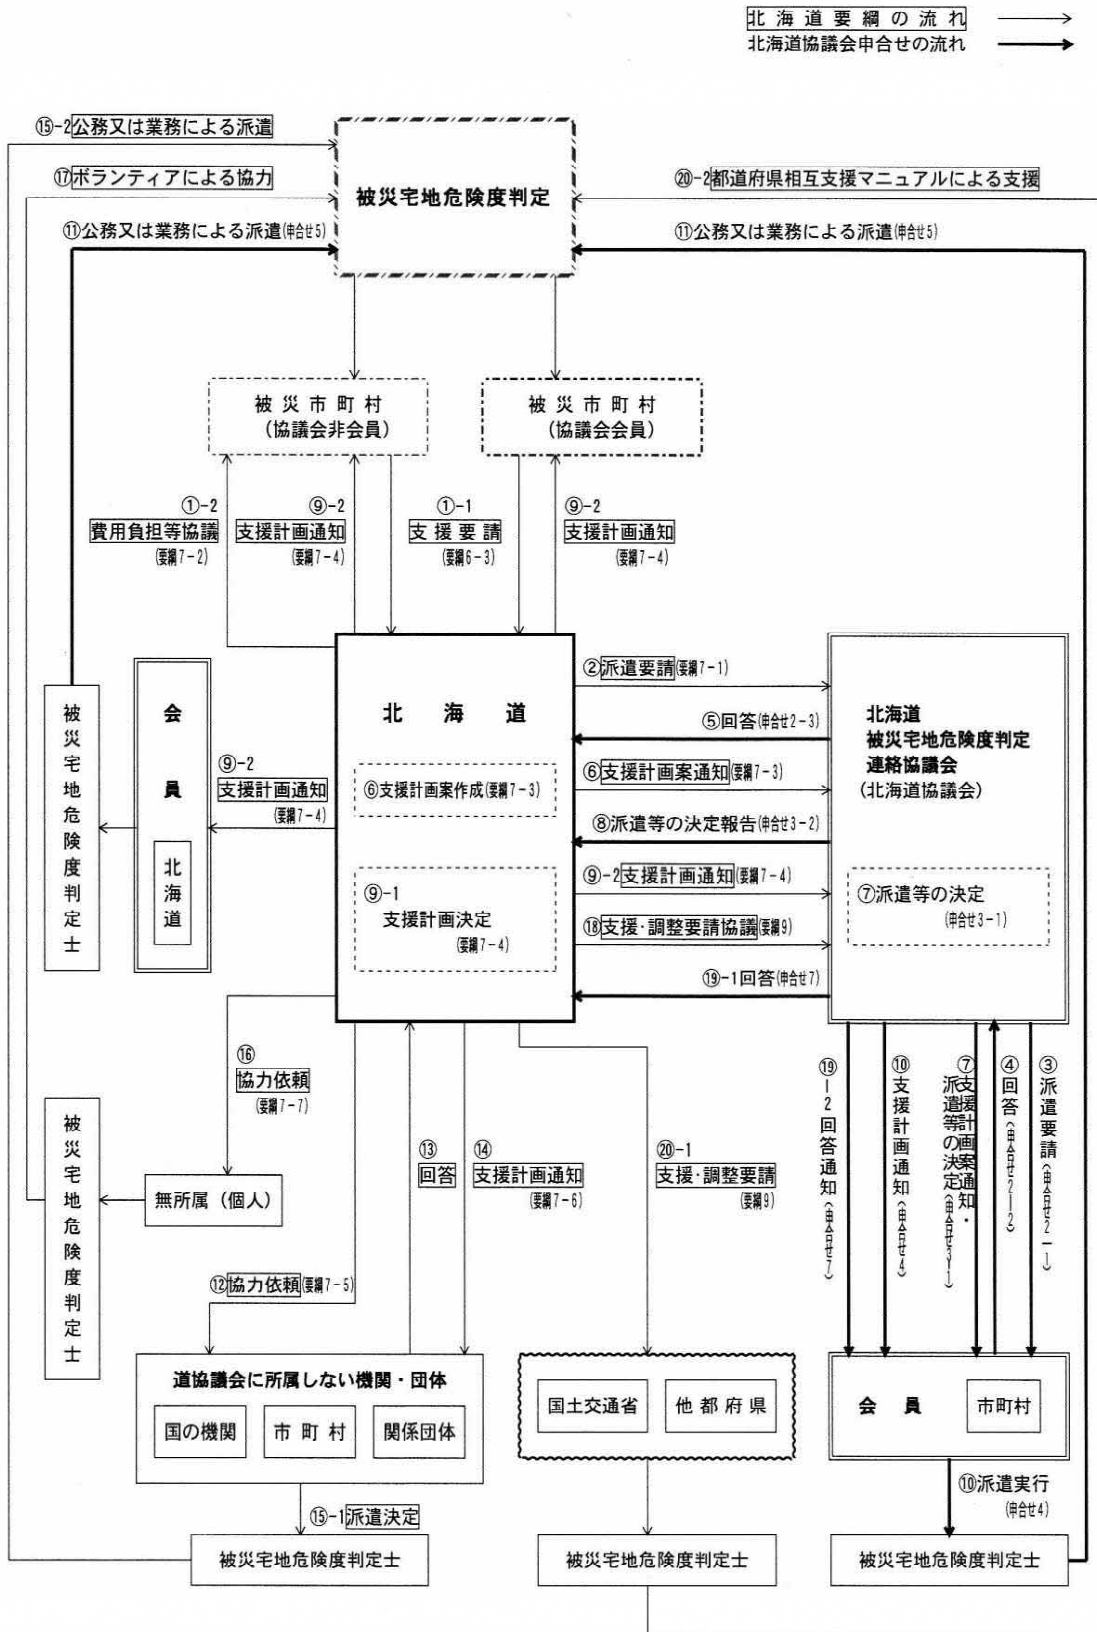 北海道要綱の流れ
北海道協議会申合せの流れ
⑮-2公務又は業務による派遣
⑰ボランティアによる協力
⑪公務又は業務による派遣(申合せ5)
被災宅地危険度判定
⑳-2都道府県相互支援マニュアルによる支援
⑪公務又は業務による派遣(申合せ5)
被災市町村
(協議会非会員)
被災市町村
(協議会会員)
①-2
費用負担等協議
(要綱7-2)
⑨-2
支援計画通知
(要綱7-4)
①-1
支援要請
(要綱6-3)
⑨-2
支援計画通知
(要綱7-4)
被災宅地危険度判定士
会員
北海道
⑨-2
支援計画通知
(要綱7-4)
北海道
⑥支援計画案作成(要綱7-3)
⑨-1
支援計画決定
(要綱7-4)
②派遣要請(要綱7-1)
⑤回答(申合せ2-3)
⑥支援計画案通知(要綱7-3)
⑧派遣等の決定報告(申合せ3-2)
⑨-2支援計画通知(要綱7-4)
⑱支援・調整要請協議(要綱9)
⑲-1回答(申合せ7)
北海道
被災宅地危険度判定
連絡協議会
(北海道協議会)
⑦派遣等の決定
(申合せ3-1)
被災宅地危険度判定士
⑯
協力依頼
(要綱7-7)
無所属(個人)
⑫協力依頼(要綱7-5)
⑬
回答
⑭
支援計画通知
(要綱7-6)
⑳-1
支援・調整要請
(要綱9)
⑲-2回答通知(申合せ7)
⑩支援計画通知(申合せ4)
⑦支援計画案通知・
派遣等の決定(申合せ3-1)
④回答(申合せ2-2)
③派遣要請(申合せ2-1)
道協議会に所属しない機関・団体
国の機関
市町村
関係団体
国土交通省
他都府県
会員
市町村
⑮-1派遣決定
⑩派遣実行
(申合せ4)
被災宅地危険度判定士
被災宅地危険度判定士
被災宅地危険度判定士